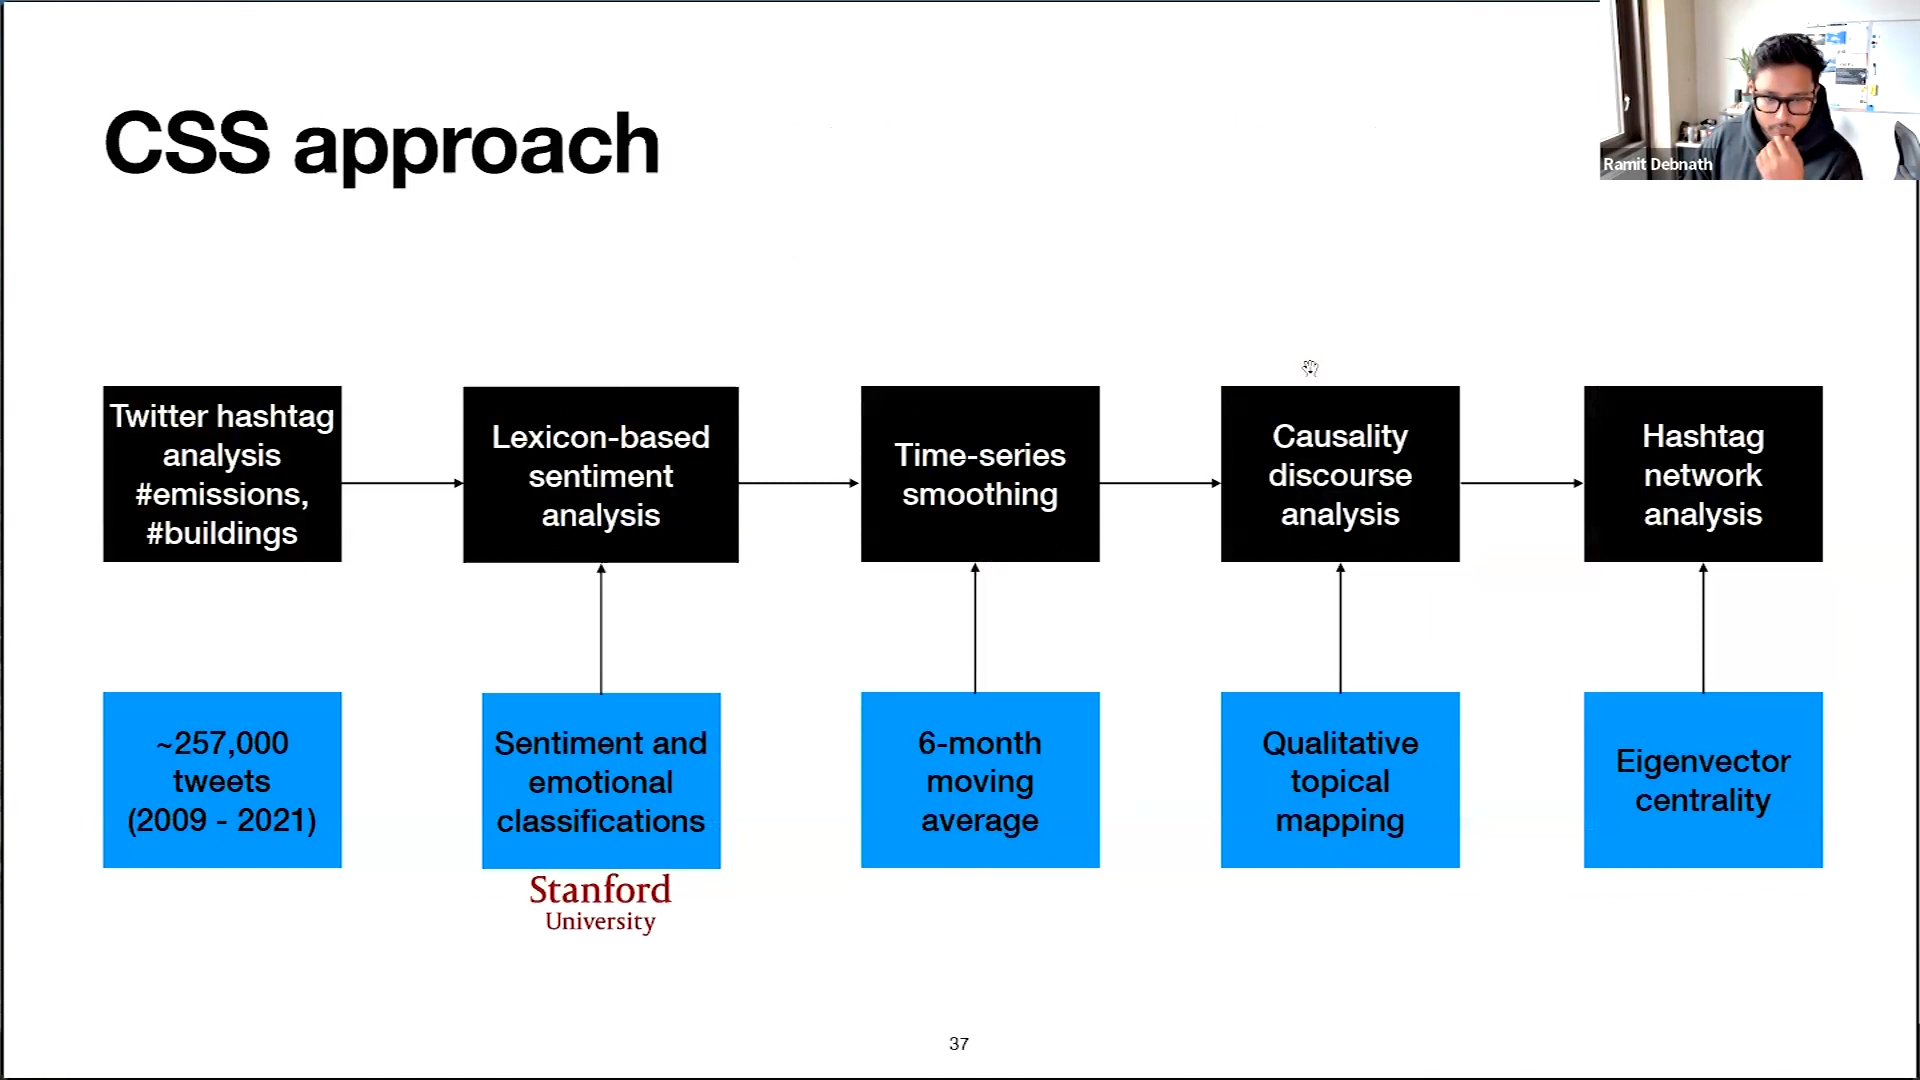 CSS approach
Ramit Debnath
Twitter hashtag
analysis
#emissions,
#buildings
Lexicon-based
sentiment
analysis
Time-series
smoothing
Causality
discourse
analysis
Hashtag
network
analysis
~257,000
tweets
(2009 - 2021)
Sentiment and
emotional
classifications
6-month
moving
average
Qualitative
topical
mapping
Eigenvector
centrality
Stanford
University
37